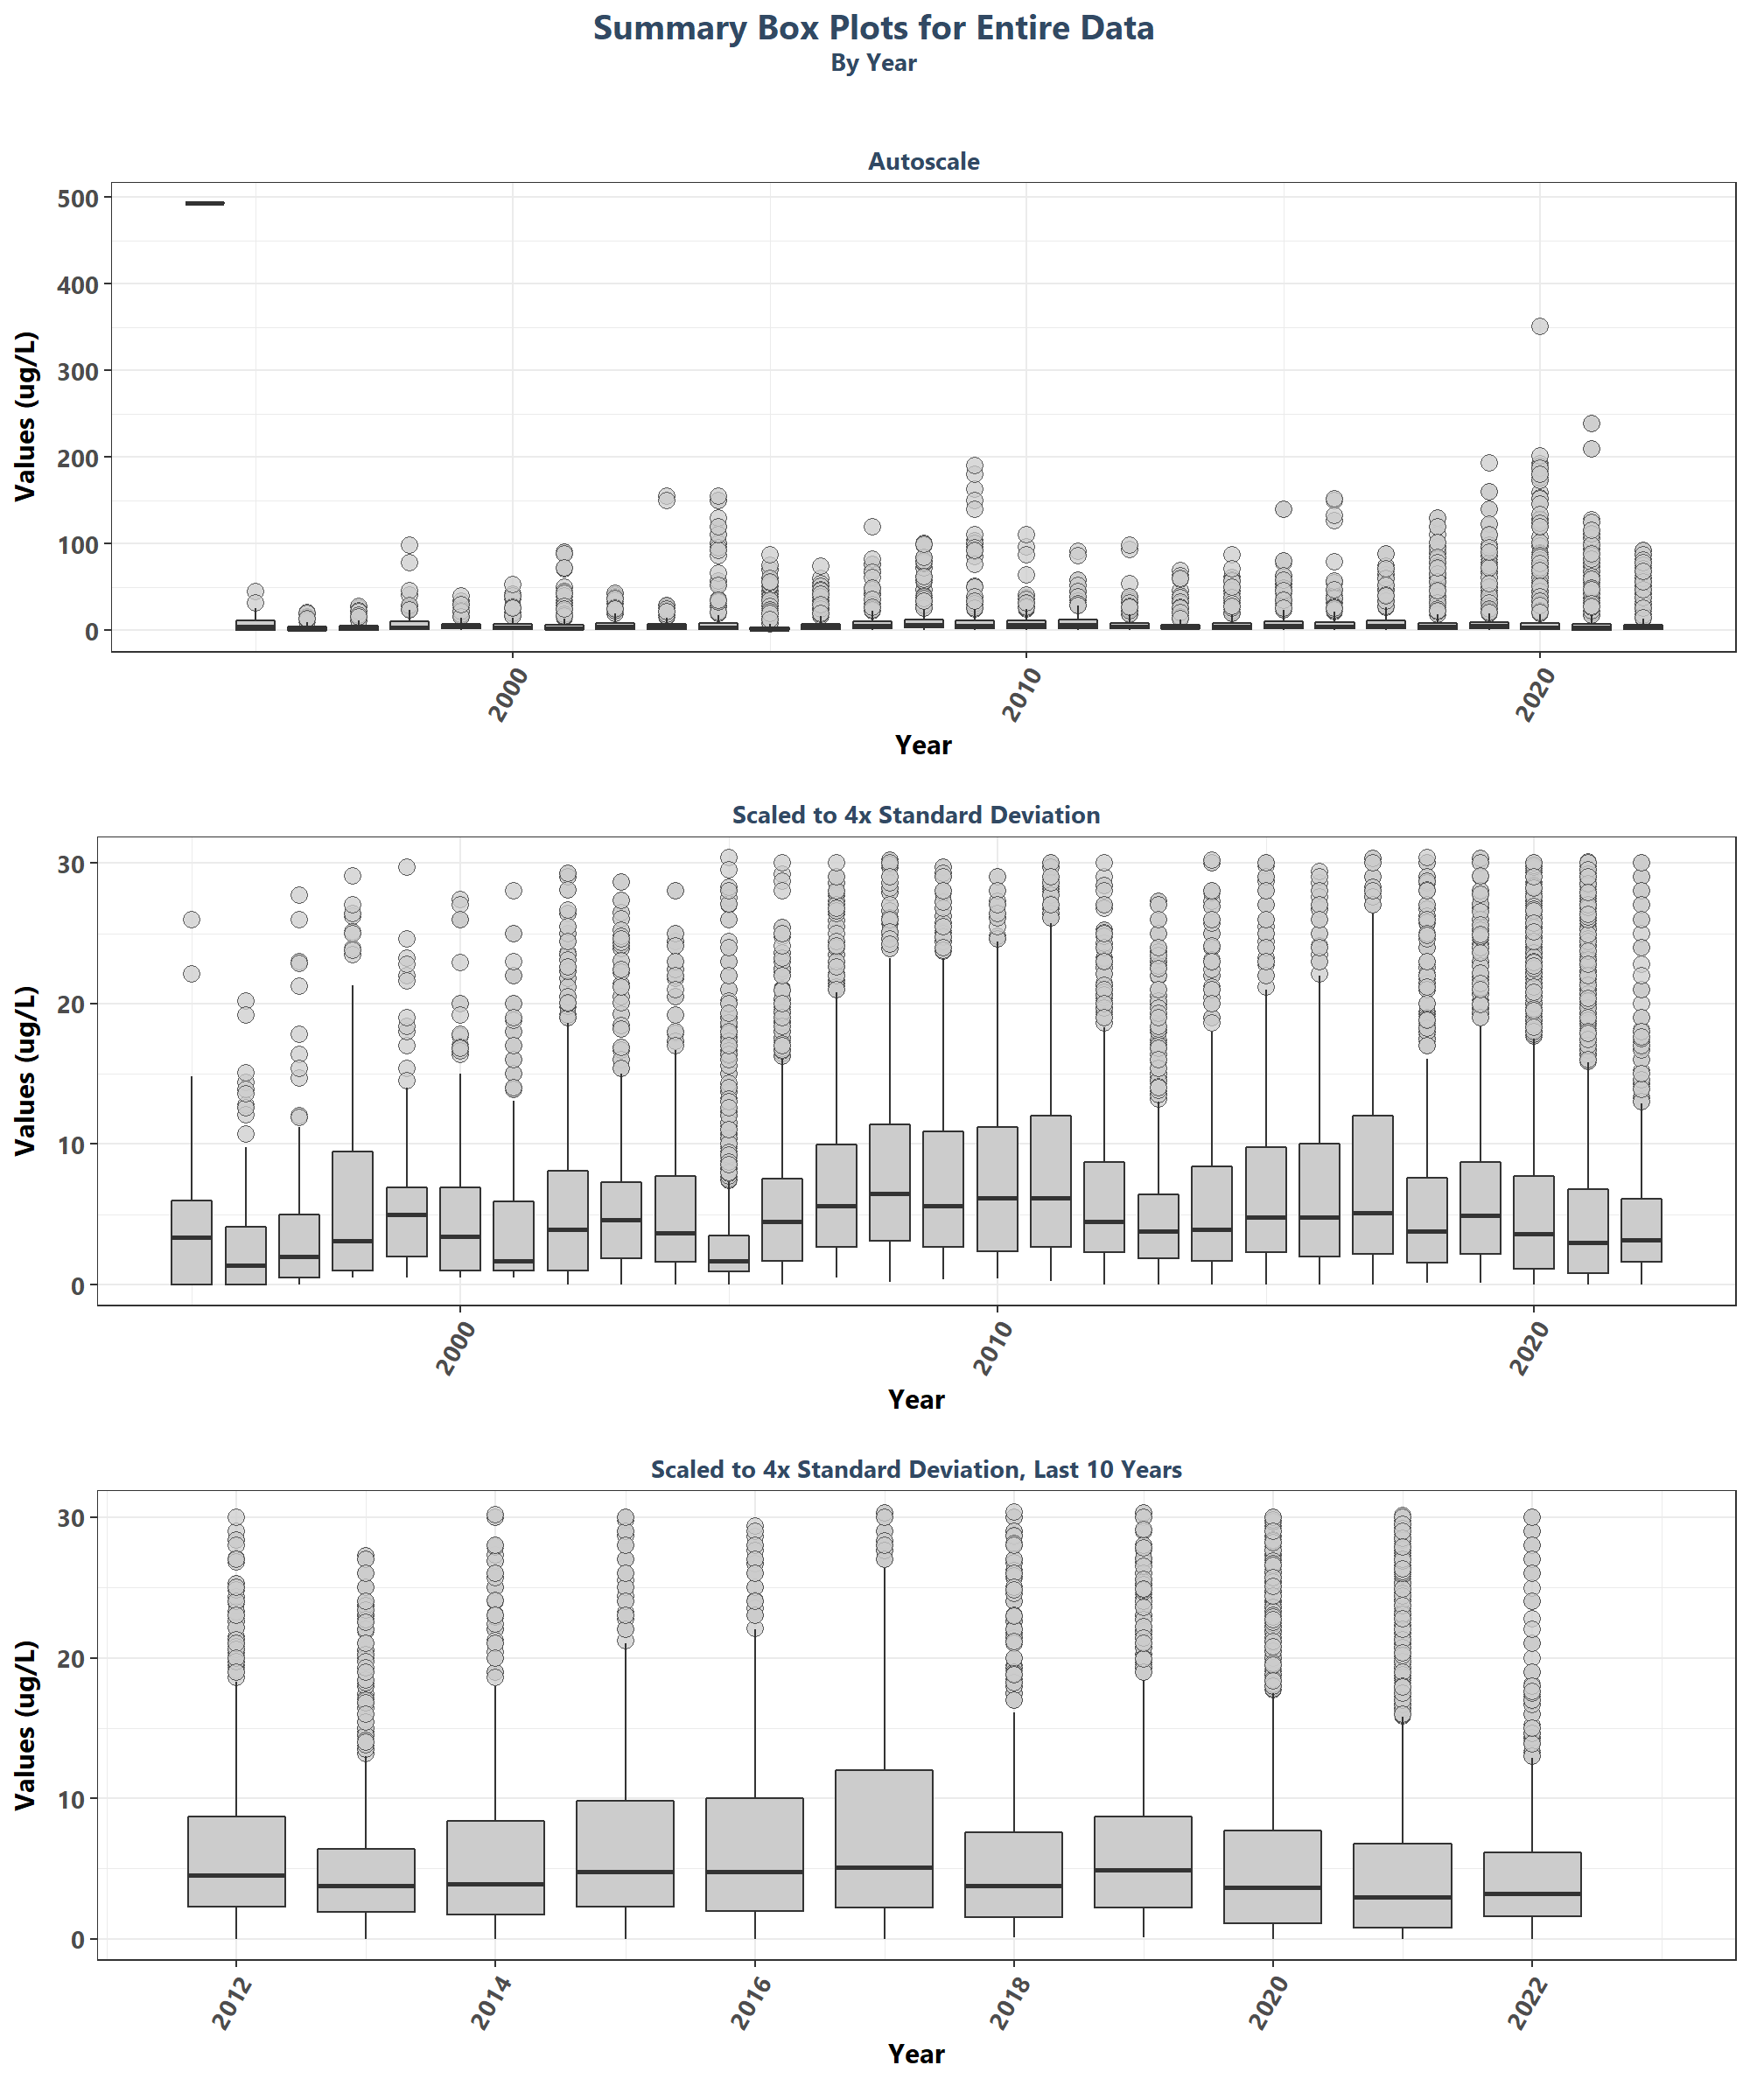 Summary Box Plots for Entire Data
By Year
Autoscale
Values (ug/L)
500
400
300
200
100
0
2000
2010
2020
Year
Scaled to 4x Standard Deviation
Values (ug/L)
30
20
10
0
2000
2010
2020
Year
Scaled to 4x Standard Deviation, Last 10 Years
Values (ug/L)
30
20
10
0
2012
2014
2016
2018
2020
2022
Year